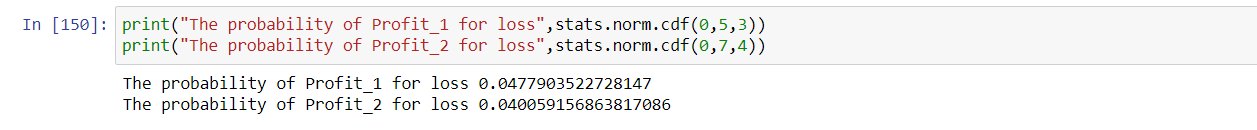 In [150]: print("The probability of Profit_1 for loss",stats.norm.cdf(0,5,3))
print("The probability of Profit_2 for loss",stats.norm.cdf(0,7,4))
The probability of Profit_1 for loss 0.0477903522728147
The probability of Profit_2 for loss 0.040059156863817086